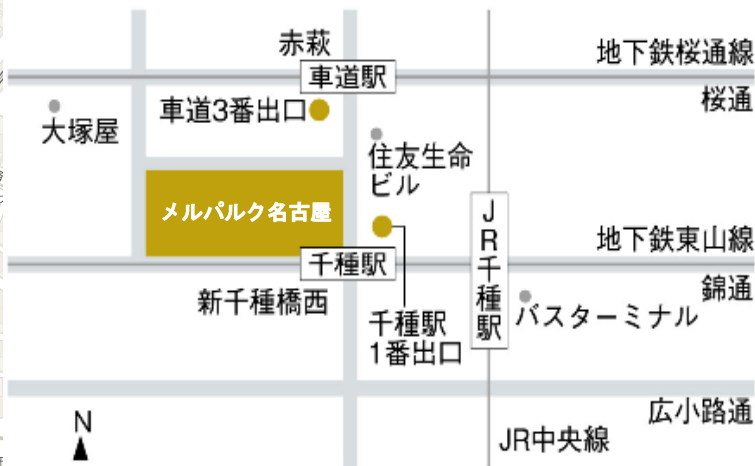 赤萩
地下鉄桜通線
車道駅
桜通
大塚屋
車道3番出口
住友生命
ビル
メルパルク名古屋
JR千種駅
地下鉄東山線
千種駅
錦通
新千種橋西
千種駅
1番出口
バスターミナル
広小路通
N
JR中央線